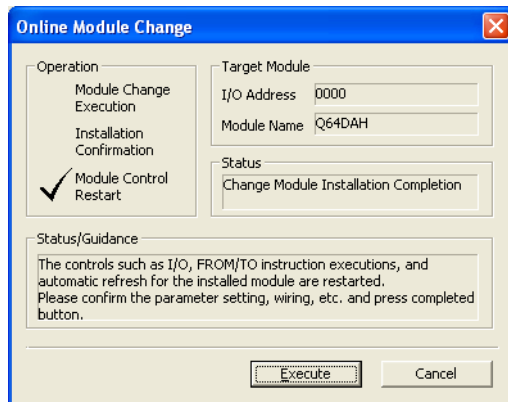 Online Module Change
Operation
Module Change
Execution
Installation
Confirmation
Module Control
Restart
Target Module
I/O Address 0000
Module Name Q64DAH
Status
Change Module Installation Completion
Status/Guidance
The controls such as I/O, FROM/TO instruction executions, and
automatic refresh for the installed module are restarted.
Please confirm the parameter setting, wiring, etc. and press completed
button.
Execute Cancel